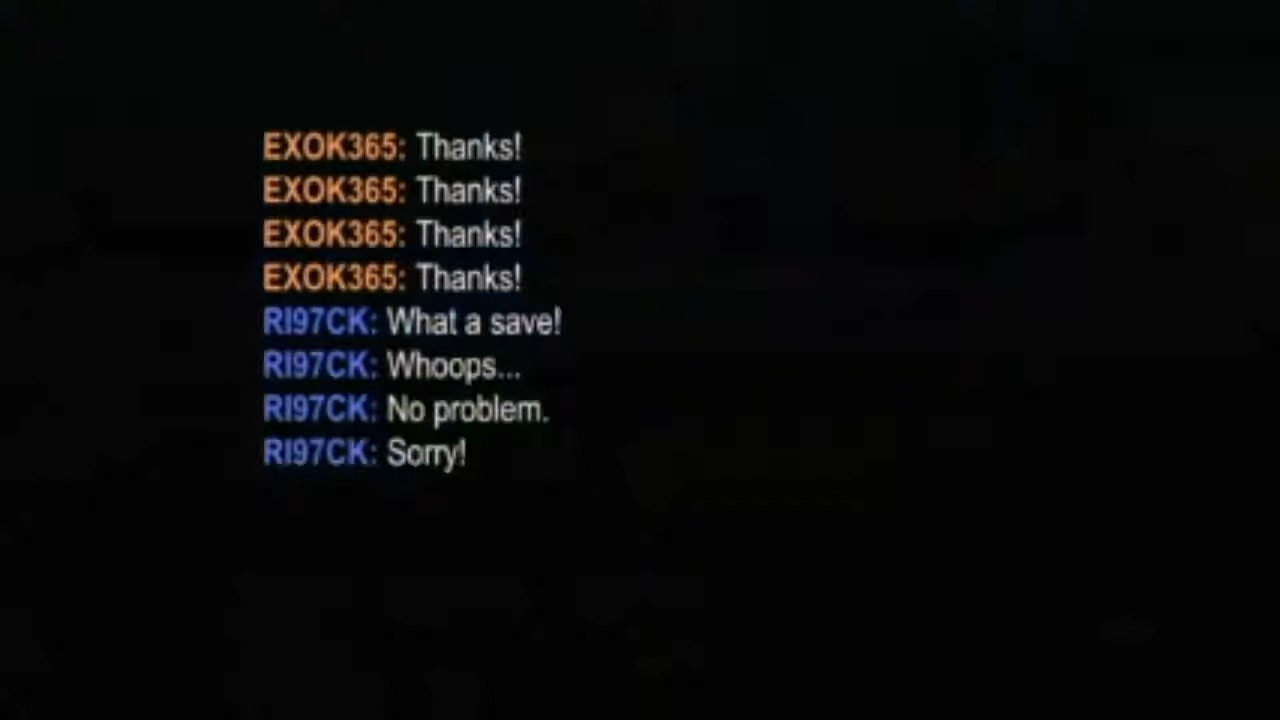 EXOK365: Thanks!
EXOK365: Thanks!
EXOK365: Thanks!
EXOK365: Thanks!
RI97CK: What a save!
RI97CK: Whoops...
RI97CK: No problem.
RI97CK: Sorry!